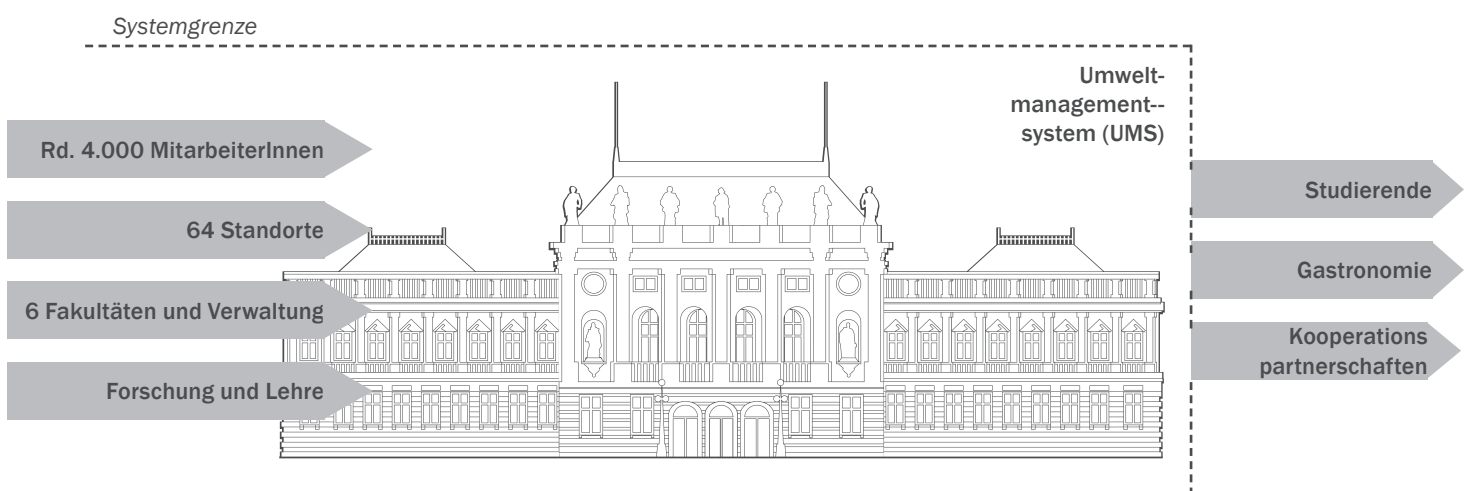 Systemgrenze
Umwelt-
management--
system (UMS)
Rd. 4.000 MitarbeiterInnen
64 Standorte
6 Fakultäten und Verwaltung
Forschung und Lehre
Studierende
Gastronomie
Kooperations
partnerschaften